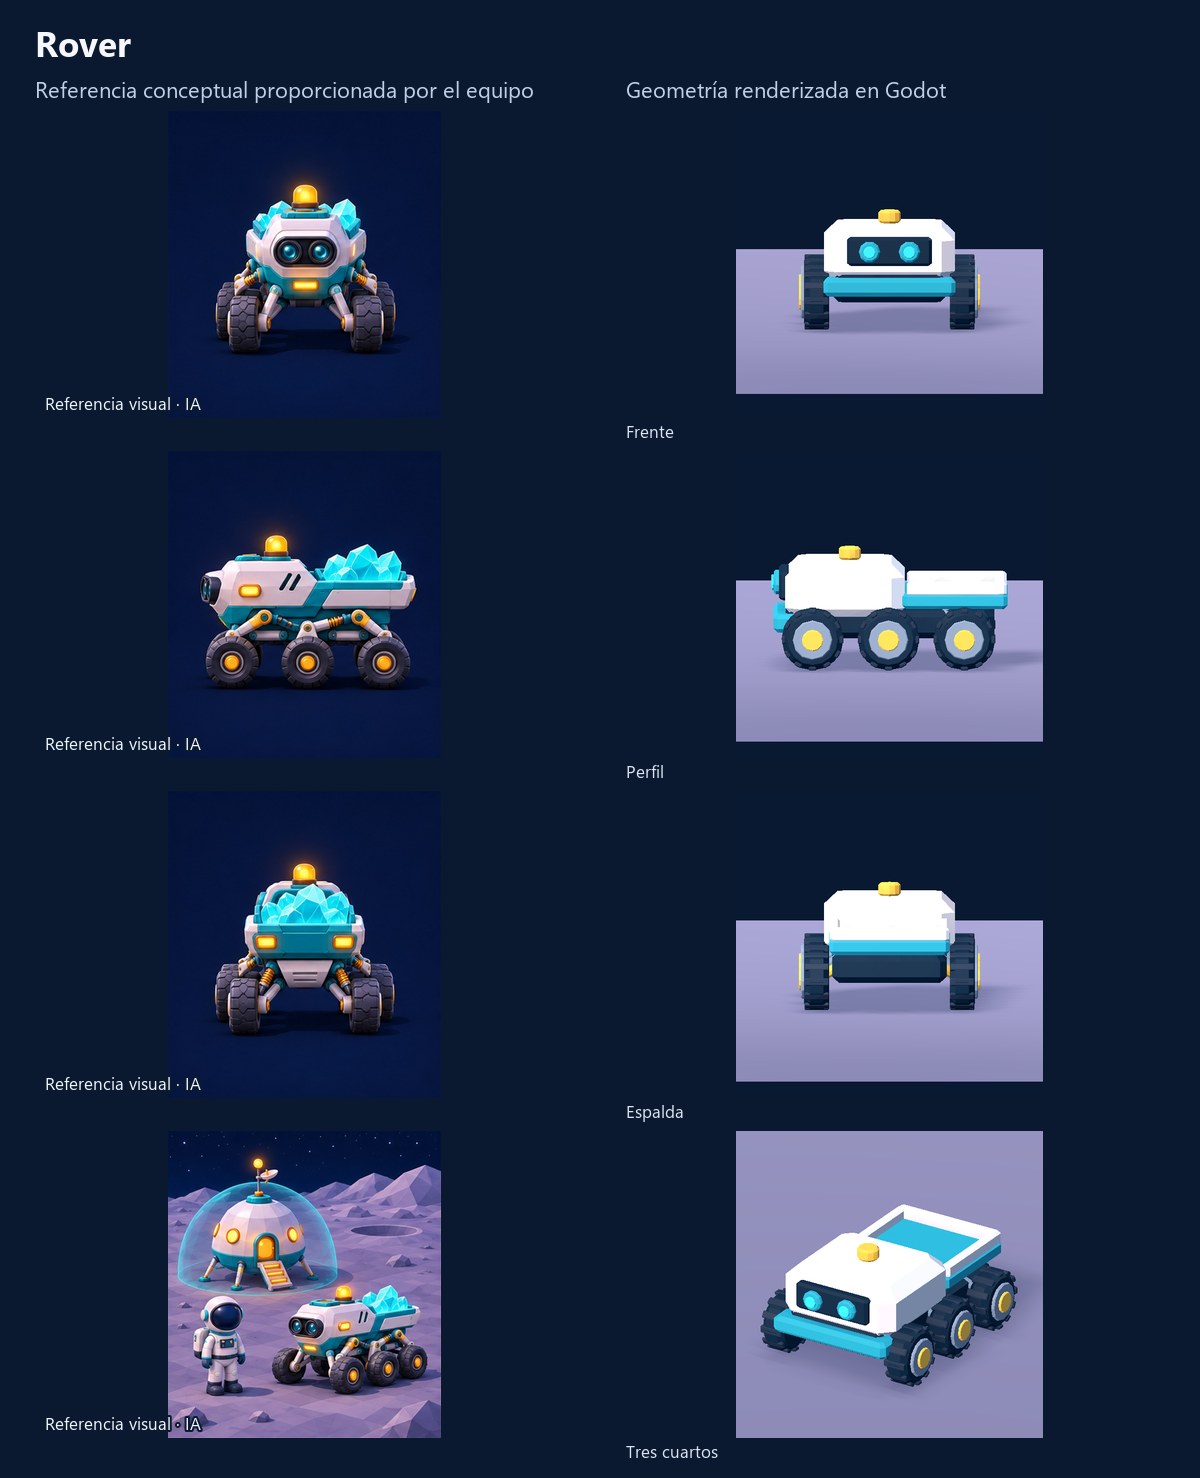 Rover
Referencia conceptual proporcionada por el equipo
Geometría renderizada en Godot
Referencia visual · IA
Frente
Referencia visual · IA
Perfil
Referencia visual · IA
Espalda
Referencia visual · IA
Tres cuartos